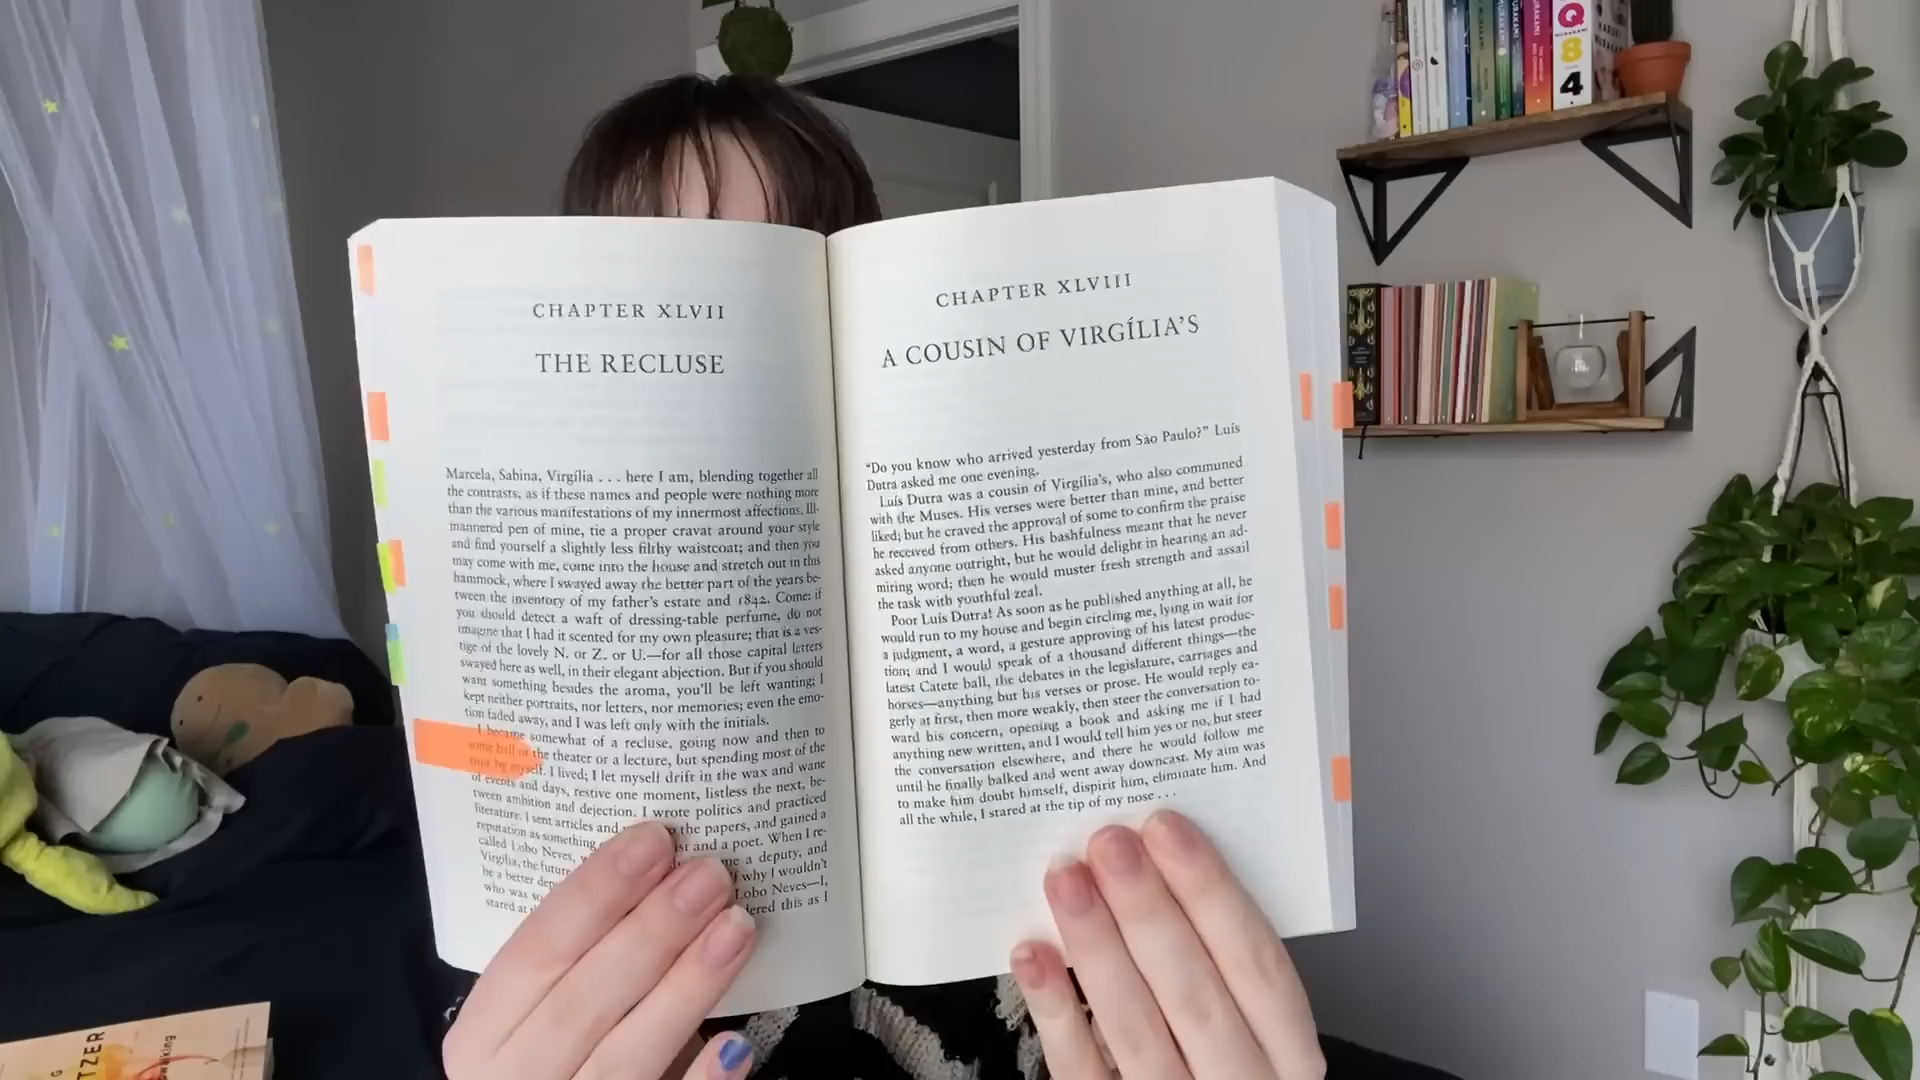 CHAPTER XLVII
THE RECLUSE
Marcela, Sabina, Virgília . . . here I am, blending together all
the contrasts, as if these names and people were nothing more
than the various manifestations of my innermost affections. Ill-
mannered pen of mine, tie a proper cravat around your style
and find yourself a slightly less filthy waistcoat; and then you
may come with me, come into the house and stretch out in this
hammock, where I swayed away the better part of the years be-
tween the inventory of my father's estate and 1842. Come: if
you should detect a waft of dressing-table perfume, do not
imagine that I had it scented for my own pleasure; that is a ves-
tige of the lovely N. or Z. or U.—for all those capital letters
swayed here as well, in their elegant abjection. But if you should
want something besides the aroma, you'll be left wanting; I
kept neither portraits, nor letters, nor memories; even the emo-
tion faded away, and I was left only with the initials.
I became somewhat of a recluse, going now and then to
some ball or the theater or a lecture, but spending most of the
time by myself. I lived; I let myself drift in the wax and wane
of events and days, restive one moment, listless the next, be-
tween ambition and dejection. I wrote politics and practiced
literature. I sent articles and the papers, and gained a
reputation as something and a poet. When I re-
called Lobo Neves, a deputy, and
Virgília, the future why I wouldn't
be a better Lobo Neves—I,
who was this as I
stared at
CHAPTER XLVIII
A COUSIN OF VIRGÍLIA'S
"Do you know who arrived yesterday from São Paulo?" Luís
Dutra asked me one evening.
Luís Dutra was a cousin of Virgília's, who also communed
with the Muses. His verses were better than mine, and better
liked; but he craved the approval of some to confirm the praise
he received from others. His bashfulness meant that he never
asked anyone outright, but he would delight in hearing an ad-
miring word; then he would muster fresh strength and assail
the task with youthful zeal.
Poor Luís Dutra! As soon as he published anything at all, he
would run to my house and begin circling me, lying in wait for
a judgment, a word, a gesture approving of his latest produc-
tion; and I would speak of a thousand different things—the
latest Catete ball, the debates in the legislature, carriages and
horses—anything but his verses or prose. He would reply ea-
gerly at first, then more weakly, then steer the conversation to-
ward his concern, opening a book and asking me if I had
anything new written, and I would tell him yes or no, but steer
the conversation elsewhere, and there he would follow me
until he finally balked and went away downcast. My aim was
to make him doubt himself, dispirit him, eliminate him. And
all the while, I stared at the tip of my nose . . .
Q
8
4
MURAKAMI
G
TZER